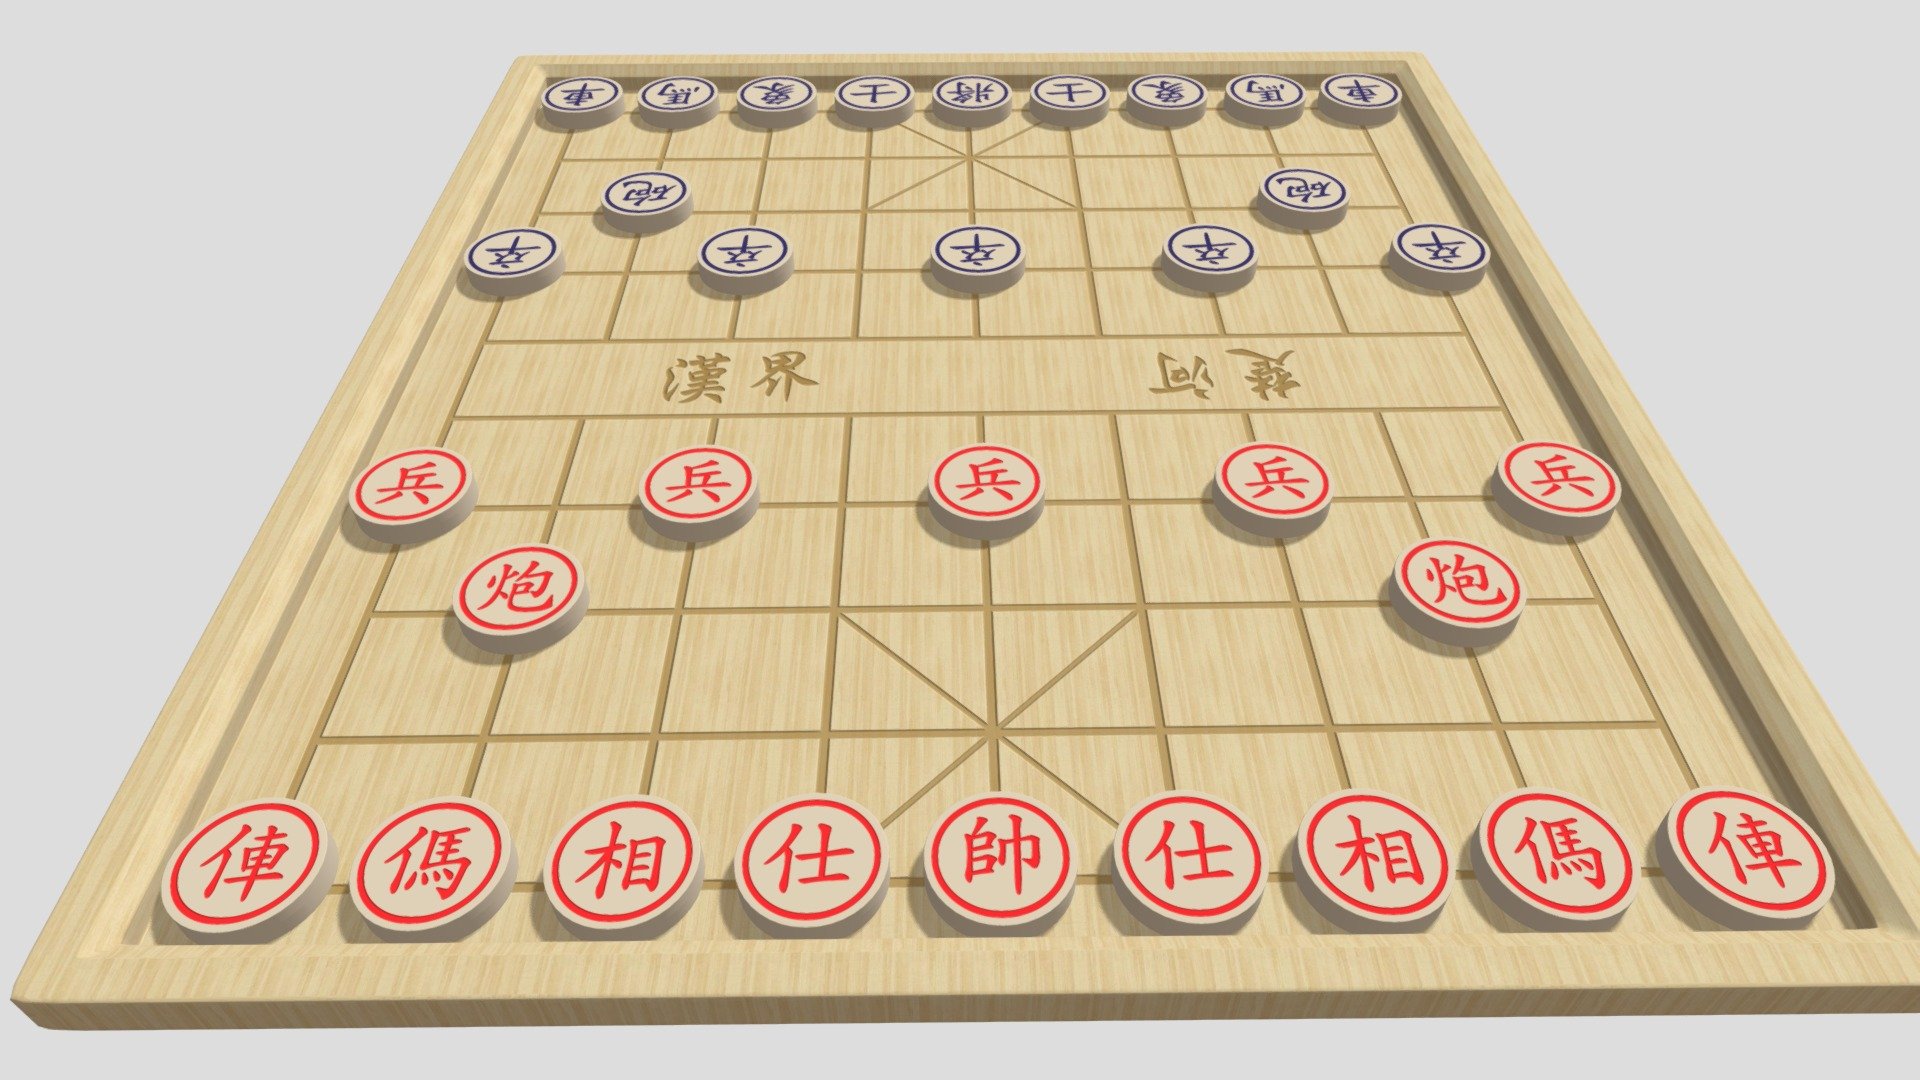 車 馬 象 士 將 士 象 馬 車
砲 砲
卒 卒 卒 卒 卒
漢界 楚河
兵 兵 兵 兵 兵
炮 炮
俥 傌 相 仕 帥 仕 相 傌 俥